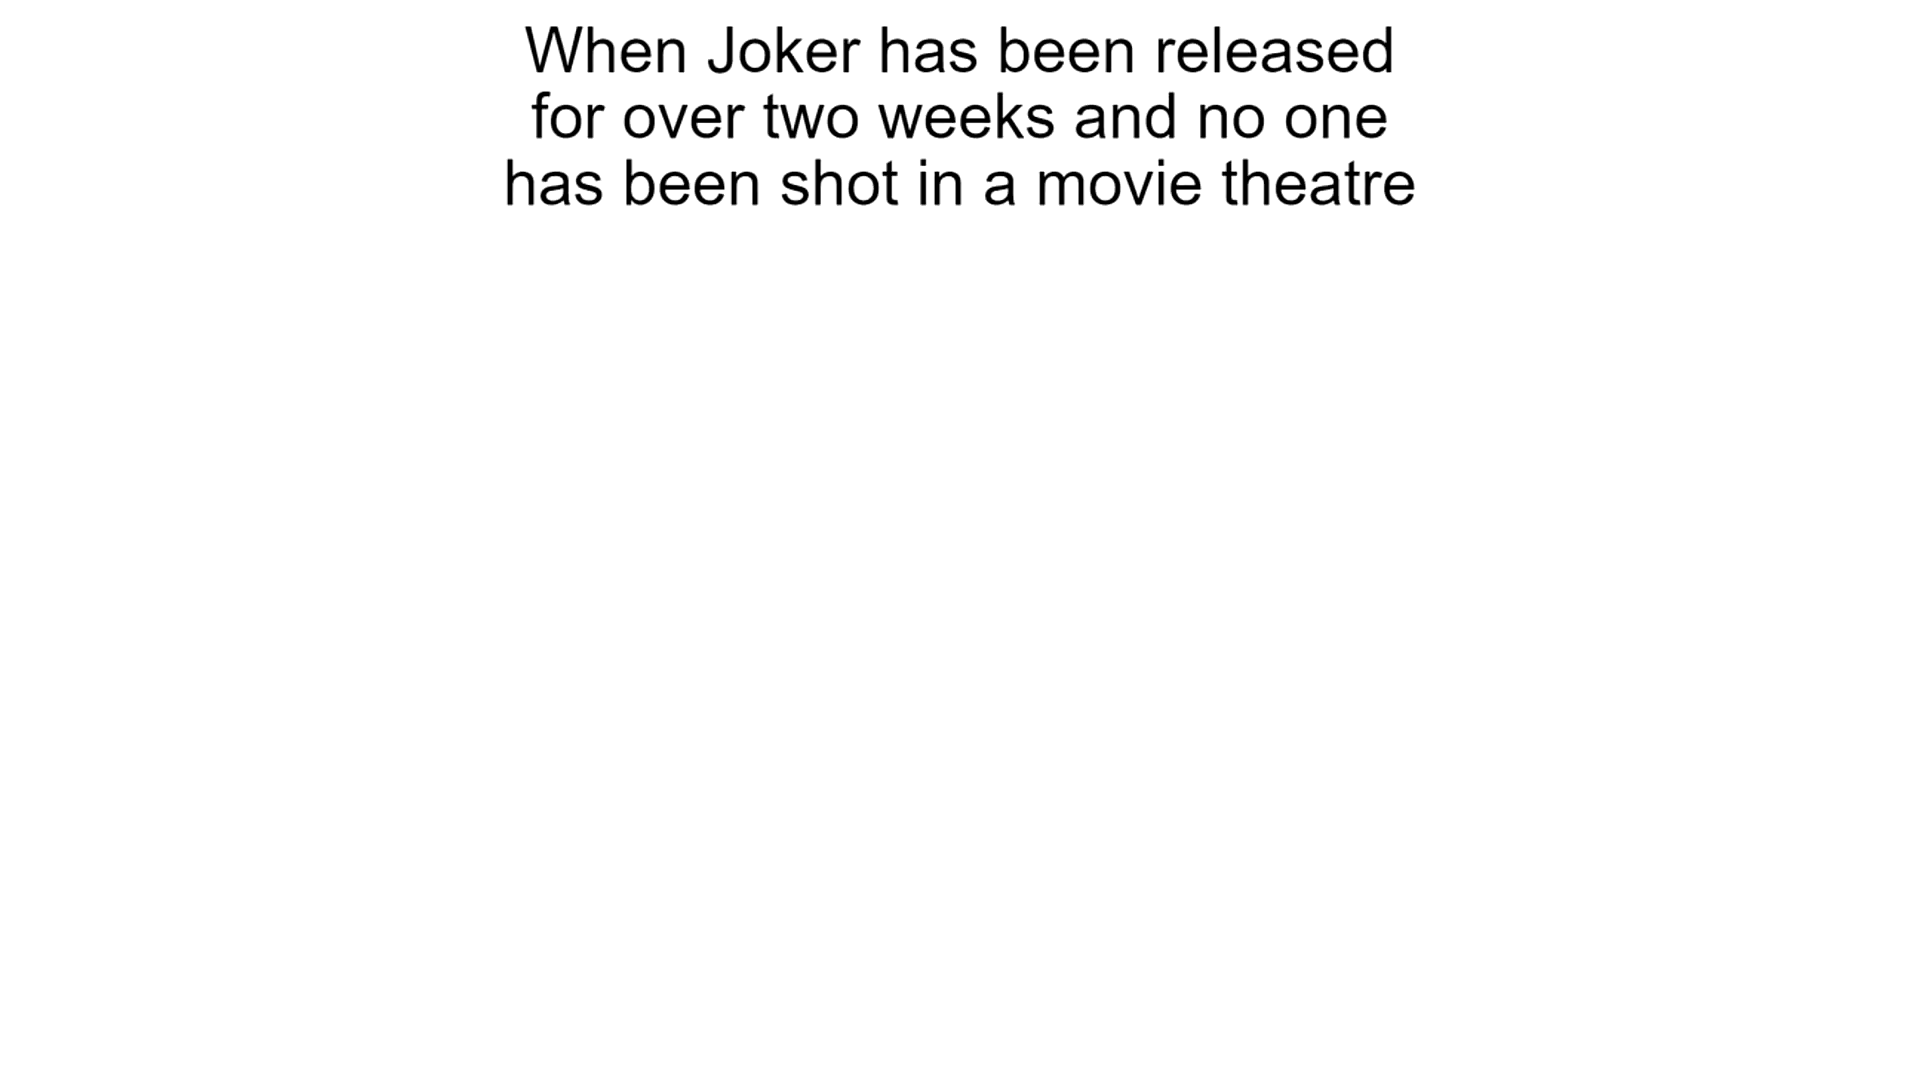 When Joker has been released
for over two weeks and no one
has been shot in a movie theatre